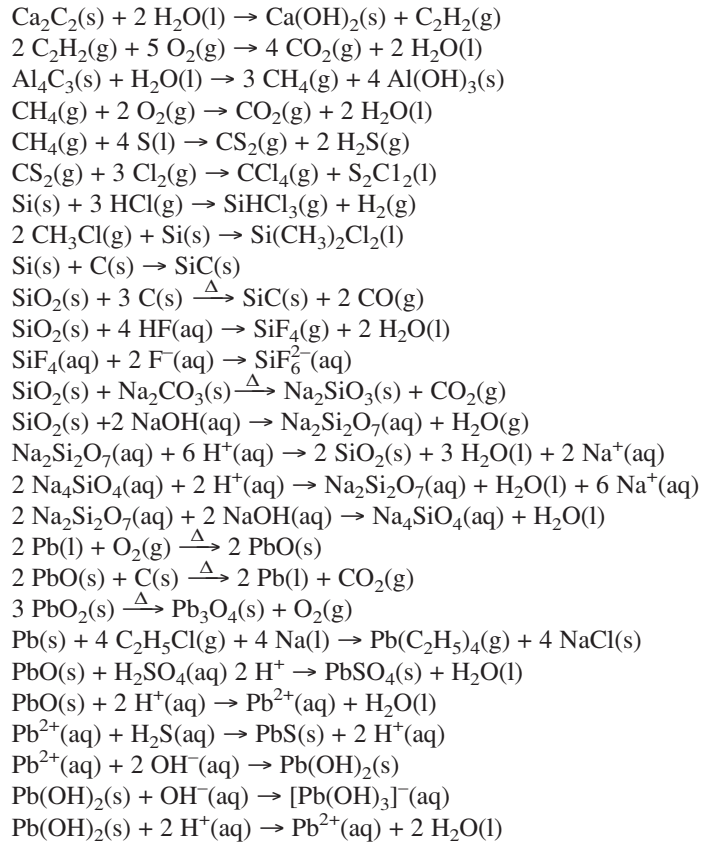 Ca₂C₂(s) + 2 H₂O(l) → Ca(OH)₂(s) + C₂H₂(g)
2 C₂H₂(g) + 5 O₂(g) → 4 CO₂(g) + 2 H₂O(l)
Al₄C₃(s) + H₂O(l) → 3 CH₄(g) + 4 Al(OH)₃(s)
CH₄(g) + 2 O₂(g) → CO₂(g) + 2 H₂O(l)
CH₄(g) + 4 S(l) → CS₂(g) + 2 H₂S(g)
CS₂(g) + 3 Cl₂(g) → CCl₄(g) + S₂C1₂(l)
Si(s) + 3 HCl(g) → SiHCl₃(g) + H₂(g)
2 CH₃Cl(g) + Si(s) → Si(CH₃)₂Cl₂(l)
Si(s) + C(s) → SiC(s)
SiO₂(s) + 3 C(s) —Δ→ SiC(s) + 2 CO(g)
SiO₂(s) + 4 HF(aq) → SiF₄(g) + 2 H₂O(l)
SiF₄(aq) + 2 F⁻(aq) → SiF₆²⁻(aq)
SiO₂(s) + Na₂CO₃(s) —Δ→ Na₂SiO₃(s) + CO₂(g)
SiO₂(s) +2 NaOH(aq) → Na₂Si₂O₇(aq) + H₂O(g)
Na₂Si₂O₇(aq) + 6 H⁺(aq) → 2 SiO₂(s) + 3 H₂O(l) + 2 Na⁺(aq)
2 Na₄SiO₄(aq) + 2 H⁺(aq) → Na₂Si₂O₇(aq) + H₂O(l) + 6 Na⁺(aq)
2 Na₂Si₂O₇(aq) + 2 NaOH(aq) → Na₄SiO₄(aq) + H₂O(l)
2 Pb(l) + O₂(g) —Δ→ 2 PbO(s)
2 PbO(s) + C(s) —Δ→ 2 Pb(l) + CO₂(g)
3 PbO₂(s) —Δ→ Pb₃O₄(s) + O₂(g)
Pb(s) + 4 C₂H₅Cl(g) + 4 Na(l) → Pb(C₂H₅)₄(g) + 4 NaCl(s)
PbO(s) + H₂SO₄(aq) 2 H⁺ → PbSO₄(s) + H₂O(l)
PbO(s) + 2 H⁺(aq) → Pb²⁺(aq) + H₂O(l)
Pb²⁺(aq) + H₂S(aq) → PbS(s) + 2 H⁺(aq)
Pb²⁺(aq) + 2 OH⁻(aq) → Pb(OH)₂(s)
Pb(OH)₂(s) + OH⁻(aq) → [Pb(OH)₃]⁻(aq)
Pb(OH)₂(s) + 2 H⁺(aq) → Pb²⁺(aq) + 2 H₂O(l)